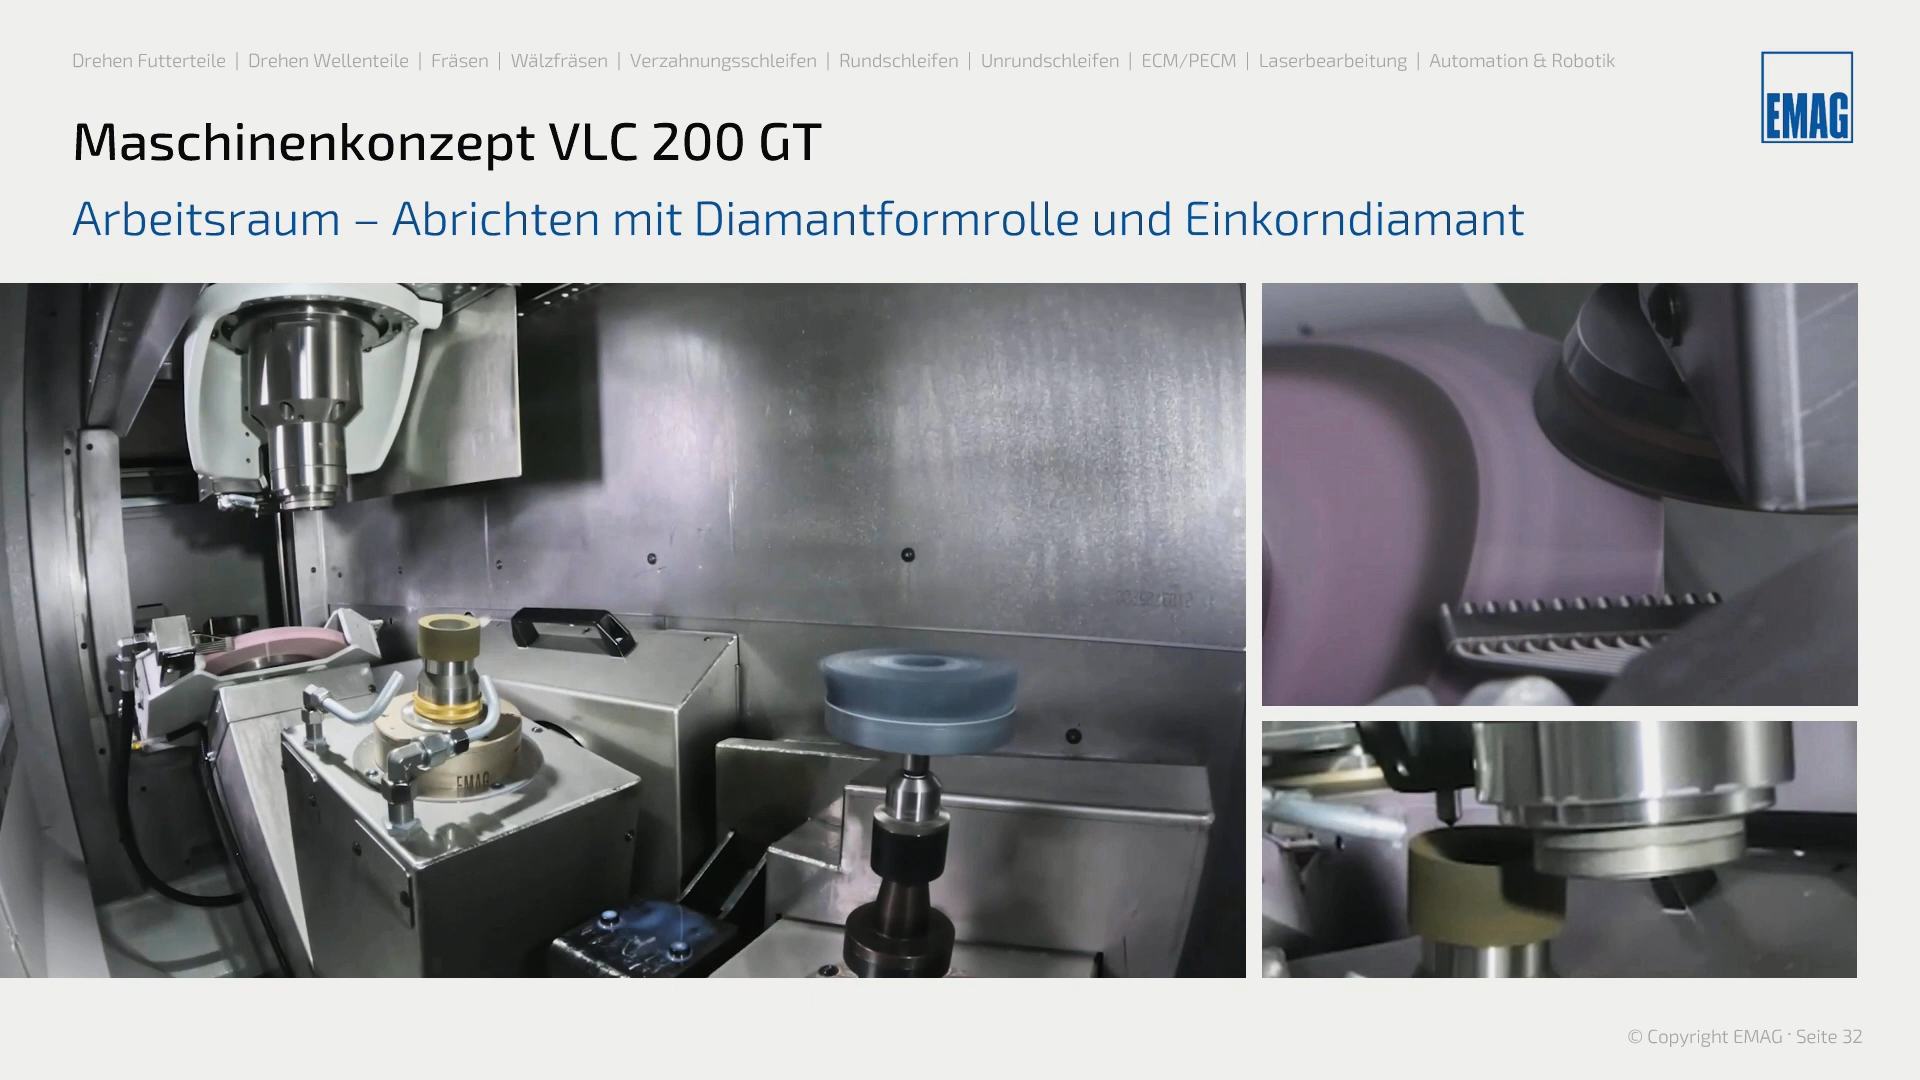 Drehen Futterteile | Drehen Wellenteile | Fräsen | Wälzfräsen | Verzahnungsschleifen | Rundschleifen | Unrundschleifen | ECM/PECM | Laserbearbeitung | Automation & Robotik
EMAG
Maschinenkonzept VLC 200 GT
Arbeitsraum – Abrichten mit Diamantformrolle und Einkorndiamant
EMAG
© Copyright EMAG · Seite 32